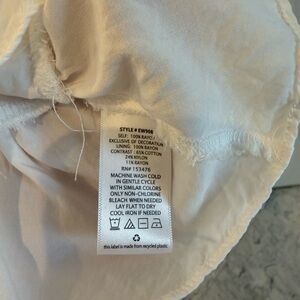 STYLE # EW908
SELF: 100% RAYON
EXCLUSIVE OF DECORATION
LINING: 100% RAYON
CONTRAST: 65% COTTON
24% NYLON
11% RAYON
RN# 153476
MACHINE WASH COLD
IN GENTLE CYCLE
WITH SIMILAR COLORS
ONLY NON-CHLORINE
BLEACH WHEN NEEDED
LAY FLAT TO DRY
COOL IRON IF NEEDED
this label is made from recycled plastic